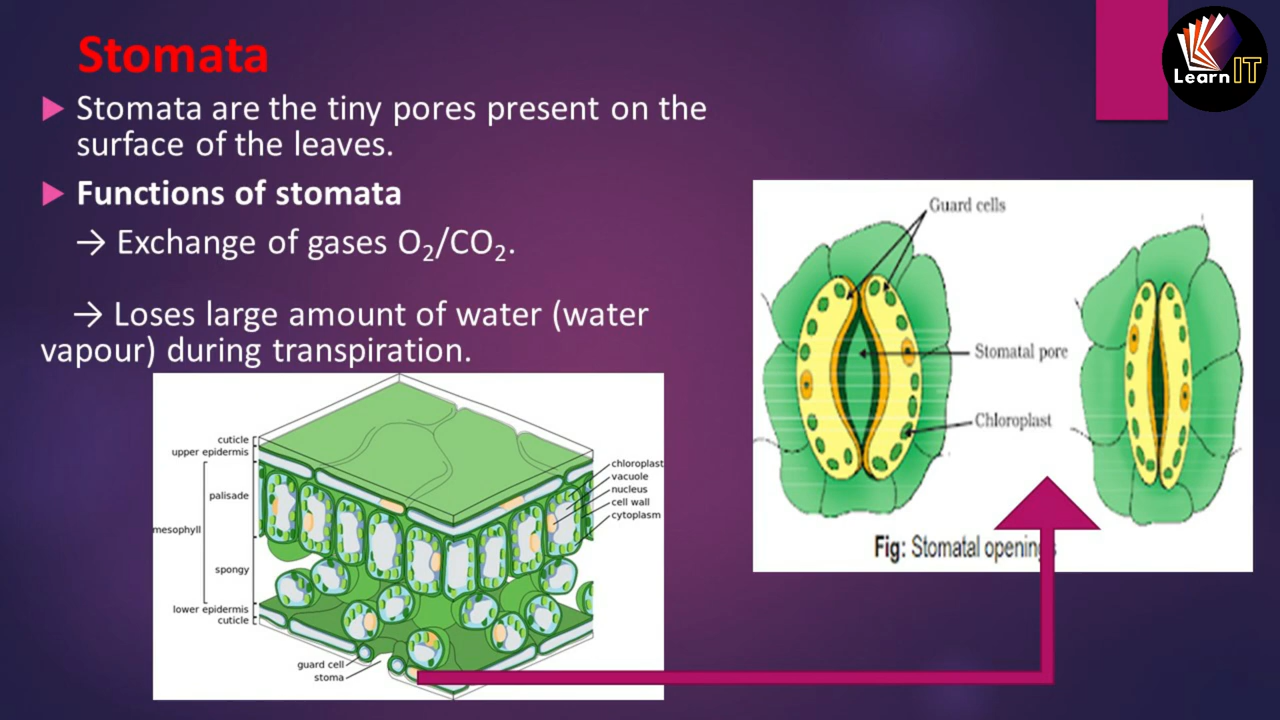 Stomata
Learn IT
▶ Stomata are the tiny pores present on the
surface of the leaves.
▶ Functions of stomata
→ Exchange of gases O₂/CO₂.
→ Loses large amount of water (water
vapour) during transpiration.
Guard cells
Stomatal pore
Chloroplast
Fig: Stomatal opening
cuticle
upper epidermis
palisade
mesophyll
spongy
lower epidermis
cuticle
guard cell
stoma
chloroplast
vacuole
nucleus
cell wall
cytoplasm